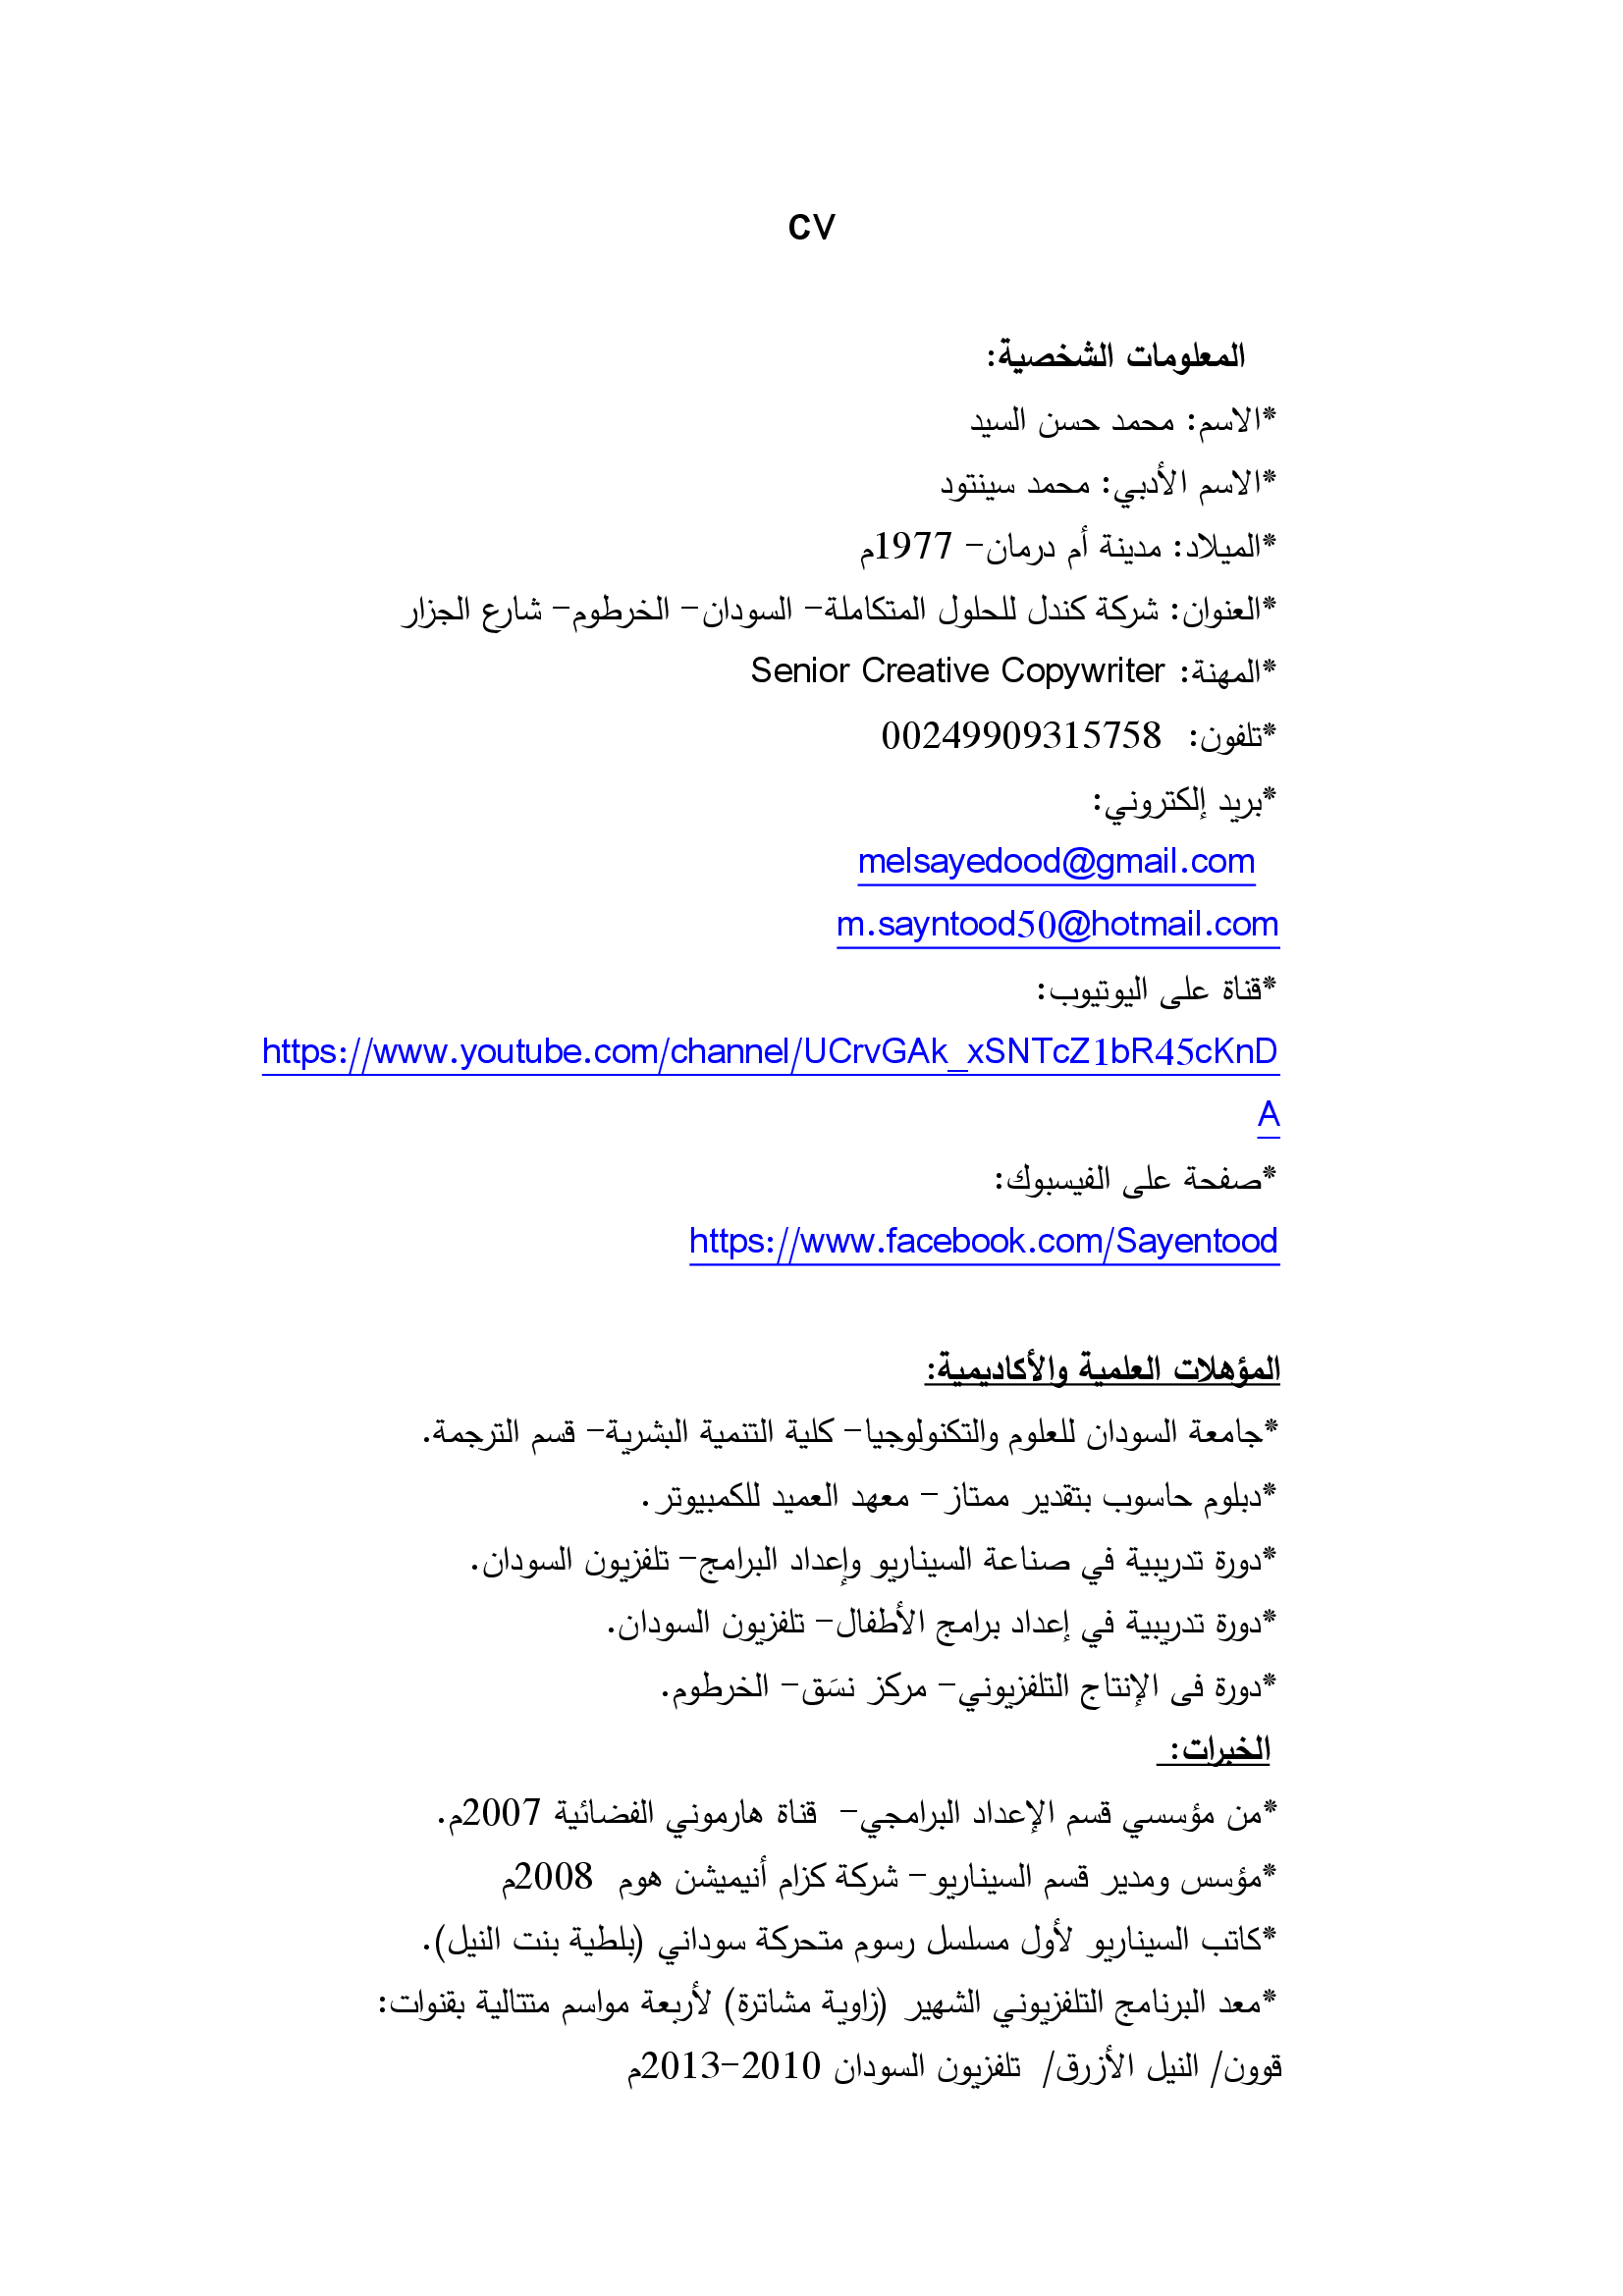 cv
المعلومات الشخصية:
*الاسم: محمد حسن السيد
*الاسم الأدبي: محمد سينتود
*الميلاد: مدينة أم درمان- 1977م
*العنوان: شركة كندل للحلول المتكاملة- السودان- الخرطوم- شارع الجزار
*المهنة: Senior Creative Copywriter
*تلفون: 00249909315758
*بريد إلكتروني:
melsayedood@gmail.com
m.sayntood50@hotmail.com
*قناة على اليوتيوب:
https://www.youtube.com/channel/UCrvGAk_xSNTcZ1bR45cKnD
A
*صفحة على الفيسبوك:
https://www.facebook.com/Sayentood
المؤهلات العلمية والأكاديمية:
*جامعة السودان للعلوم والتكنولوجيا- كلية التنمية البشرية- قسم الترجمة.
*دبلوم حاسوب بتقدير ممتاز- معهد العميد للكمبيوتر.
*دورة تدريبية في صناعة السيناريو وإعداد البرامج- تلفزيون السودان.
*دورة تدريبية في إعداد برامج الأطفال- تلفزيون السودان.
*دورة فى الإنتاج التلفزيوني- مركز نسَق- الخرطوم.
الخبرات:
*من مؤسسي قسم الإعداد البرامجي- قناة هارموني الفضائية 2007م.
*مؤسس ومدير قسم السيناريو- شركة كزام أنيميشن هوم 2008م
*كاتب السيناريو لأول مسلسل رسوم متحركة سوداني (بلطية بنت النيل).
*معد البرنامج التلفزيوني الشهير (زاوية مشاترة) لأربعة مواسم متتالية بقنوات:
قوون/ النيل الأزرق/ تلفزيون السودان 2010-2013م